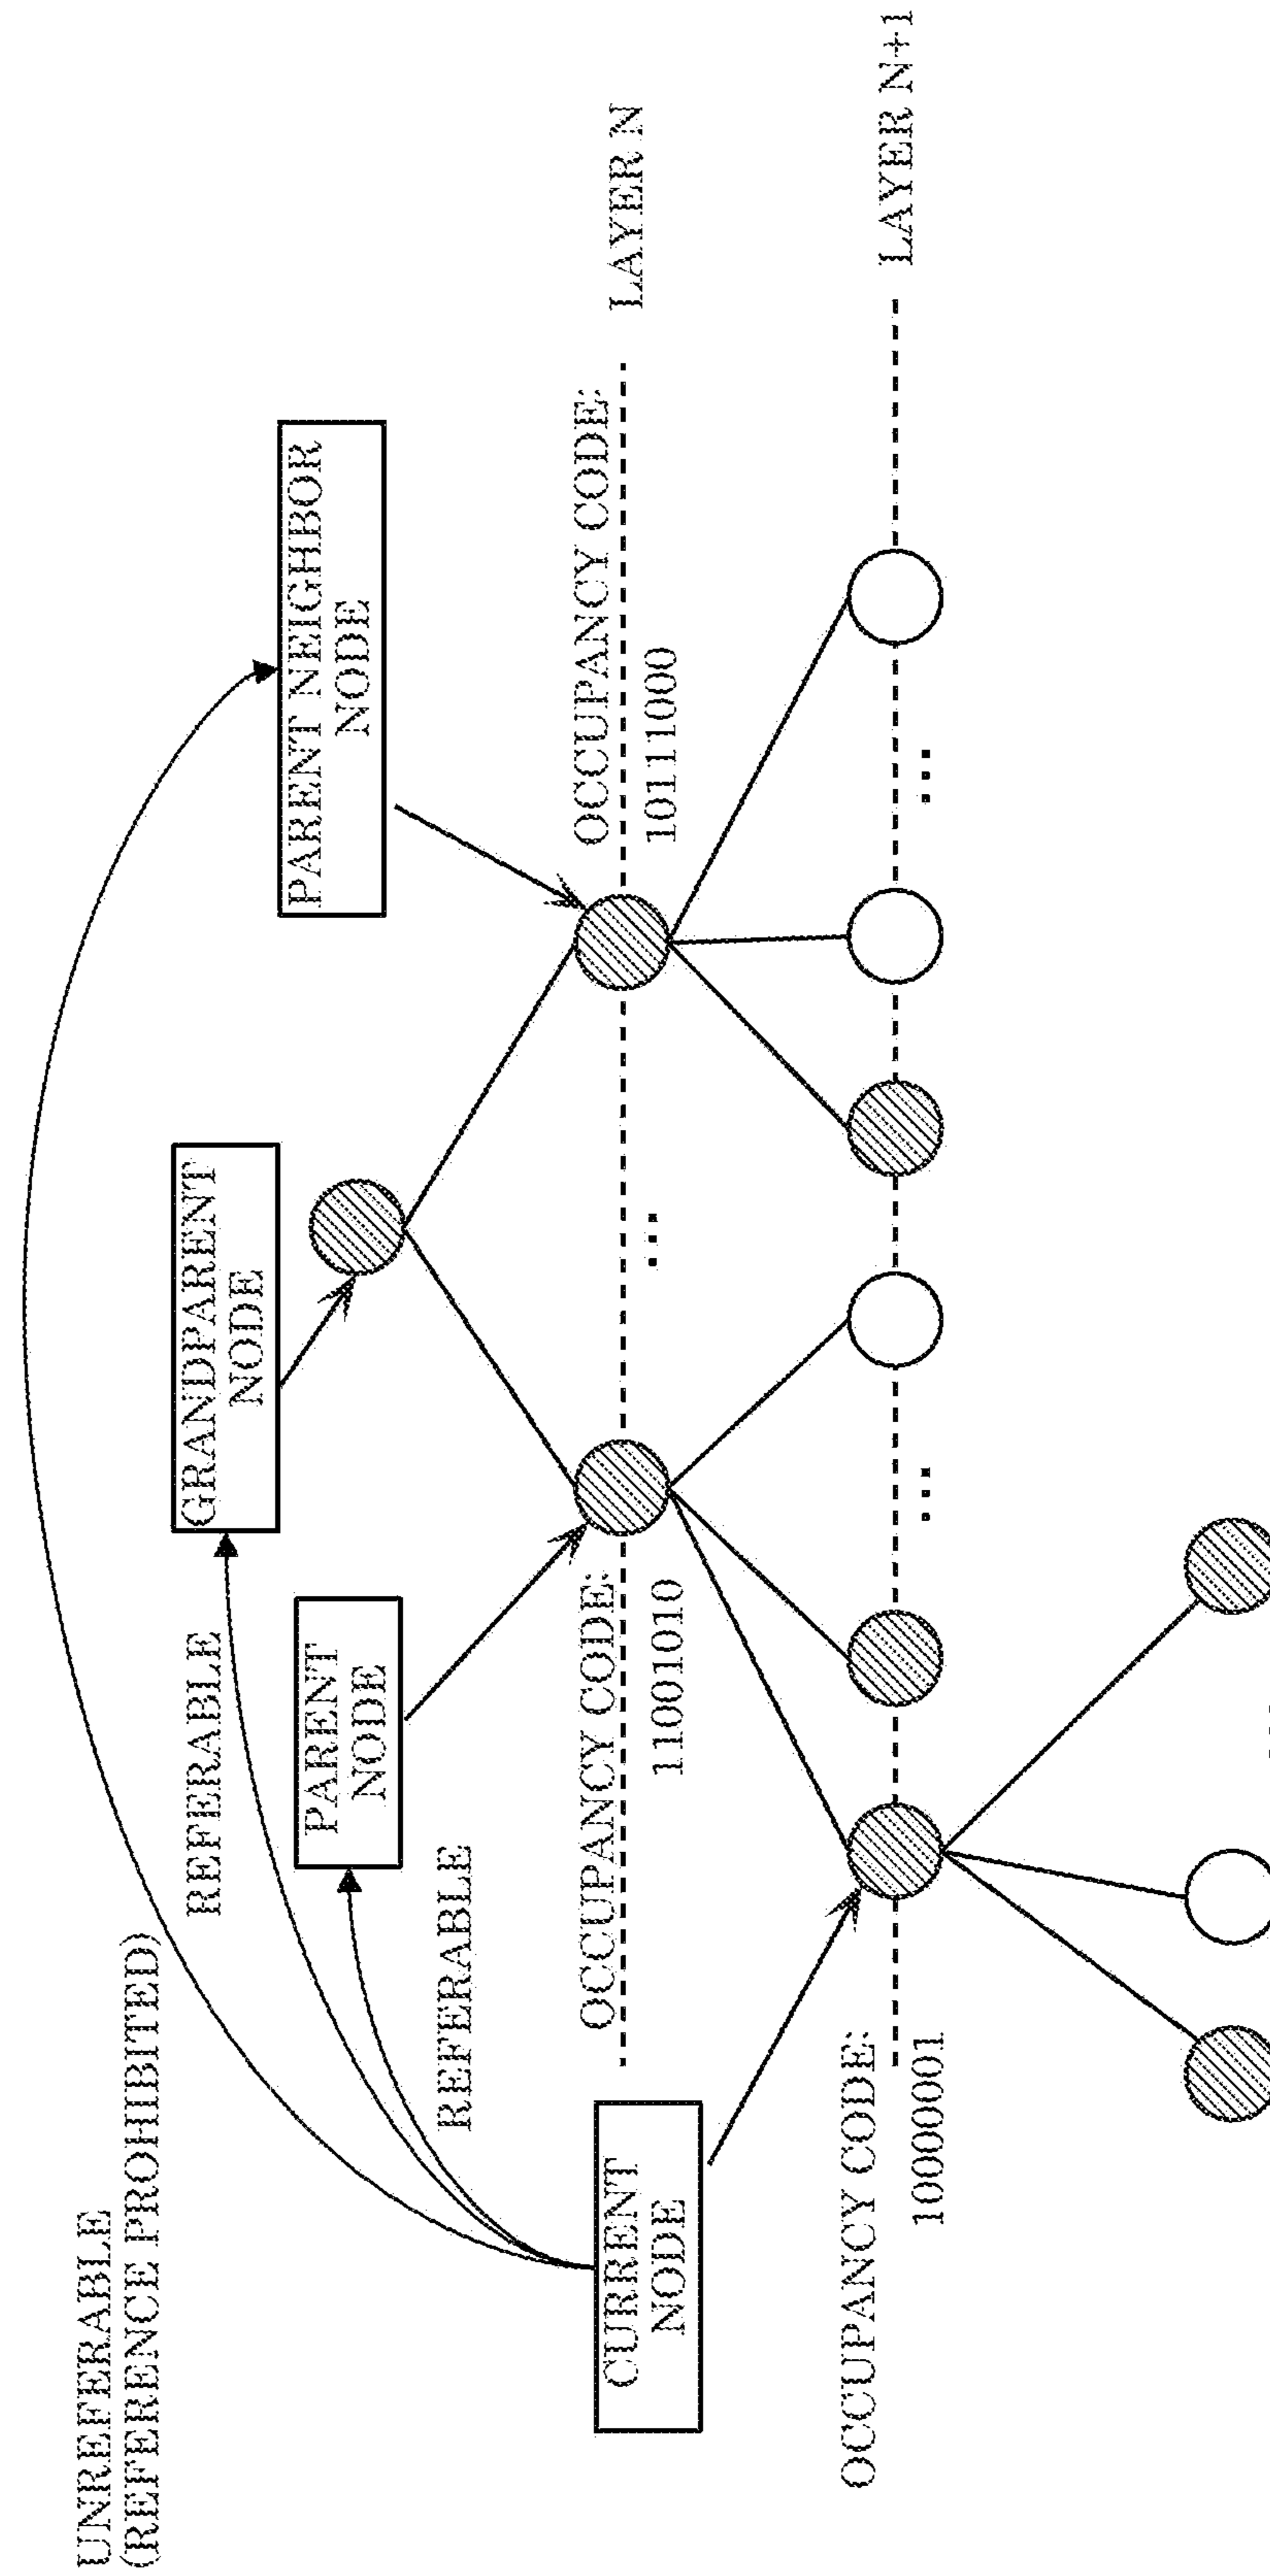 UNREFERABLE
(REFERENCE PROHIBITED)
REFERABLE
GRANDPARENT
NODE
PARENT NEIGHBOR
NODE
PARENT
NODE
REFERABLE
CURRENT
NODE
OCCUPANCY CODE:
11001010
...
OCCUPANCY CODE:
10111000
LAYER N
OCCUPANCY CODE:
10000001
...
...
LAYER N+1